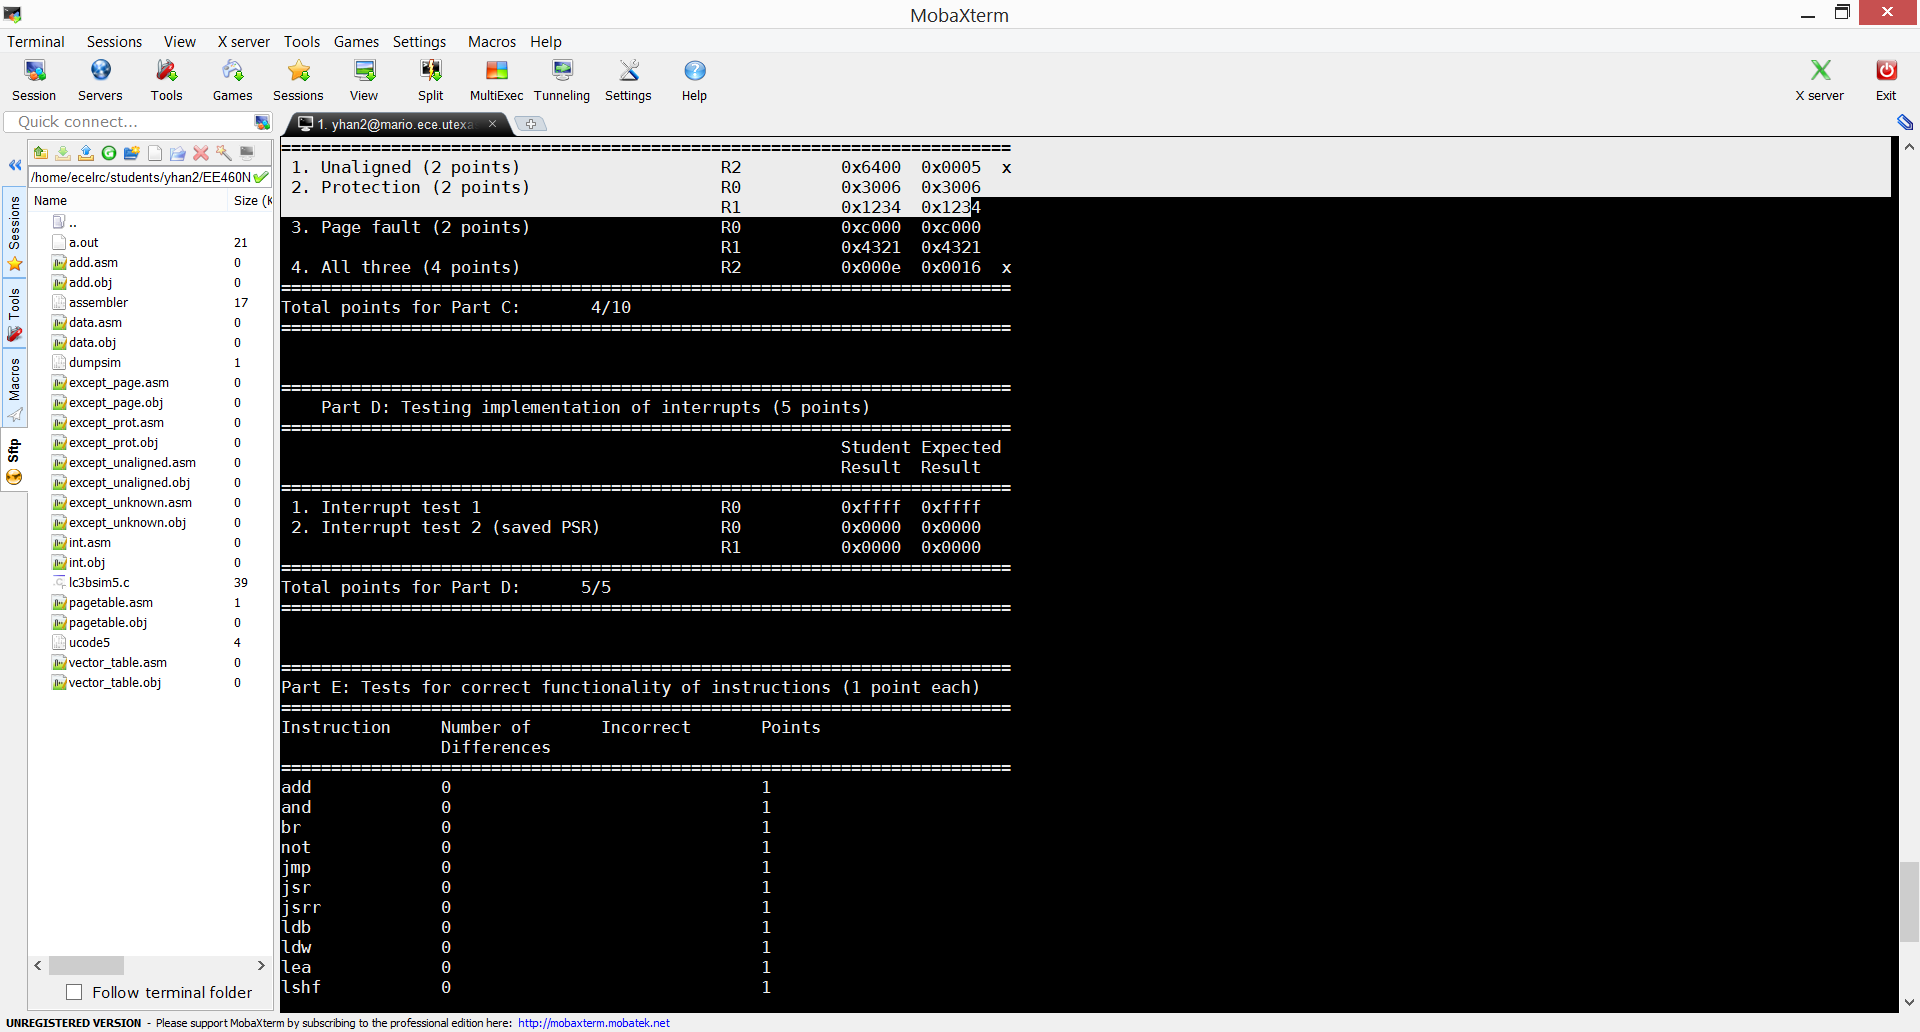 MobaXterm
Terminal Sessions View X server Tools Games Settings Macros Help
Session Servers Tools Games Sessions View Split MultiExec Tunneling Settings Help X server Exit
Quick connect...
1. yhan2@mario.ece.utexa
/home/ecelrc/students/yhan2/EE460N
Name Size (K
..
a.out 21
add.asm 0
add.obj 0
assembler 17
data.asm 0
data.obj 0
dumpsim 1
except_page.asm 0
except_page.obj 0
except_prot.asm 0
except_prot.obj 0
except_unaligned.asm 0
except_unaligned.obj 0
except_unknown.asm 0
except_unknown.obj 0
int.asm 0
int.obj 0
lc3bsim5.c 39
pagetable.asm 1
pagetable.obj 0
ucode5 4
vector_table.asm 0
vector_table.obj 0
Sessions
Tools
Macros
Sftp
Follow terminal folder
=========================================================================
1. Unaligned (2 points) R2 0x6400 0x0005 x
2. Protection (2 points) R0 0x3006 0x3006
R1 0x1234 0x1234
3. Page fault (2 points) R0 0xc000 0xc000
R1 0x4321 0x4321
4. All three (4 points) R2 0x000e 0x0016 x
=========================================================================
Total points for Part C: 4/10
=========================================================================
=========================================================================
Part D: Testing implementation of interrupts (5 points)
=========================================================================
Student Expected
Result Result
=========================================================================
1. Interrupt test 1 R0 0xffff 0xffff
2. Interrupt test 2 (saved PSR) R0 0x0000 0x0000
R1 0x0000 0x0000
=========================================================================
Total points for Part D: 5/5
=========================================================================
=========================================================================
Part E: Tests for correct functionality of instructions (1 point each)
=========================================================================
Instruction Number of Incorrect Points
Differences
=========================================================================
add 0 1
and 0 1
br 0 1
not 0 1
jmp 0 1
jsr 0 1
jsrr 0 1
ldb 0 1
ldw 0 1
lea 0 1
lshf 0 1
UNREGISTERED VERSION - Please support MobaXterm by subscribing to the professional edition here: http://mobaxterm.mobatek.net